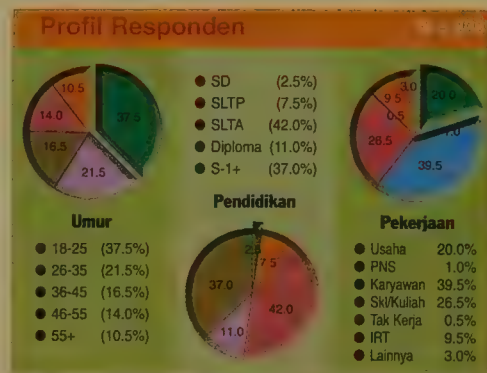 Profil Responden
10.5
37.5
14.0
16.5
21.5
Umur
18-25 (37.5%)
26-35 (21.5%)
36-45 (16.5%)
46-55 (14.0%)
55+ (10.5%)
SD (2.5%)
SLTP (7.5%)
SLTA (42.0%)
Diploma (11.0%)
S-1+ (37.0%)
Pendidikan
2.5
7.5
37.0
42.0
11.0
3.0
20.0
9.5
0.5
1.0
26.5
39.5
Pekerjaan
Usaha 20.0%
PNS 1.0%
Karyawan 39.5%
Skl/Kuliah 26.5%
Tak Kerja 0.5%
IRT 9.5%
Lainnya 3.0%